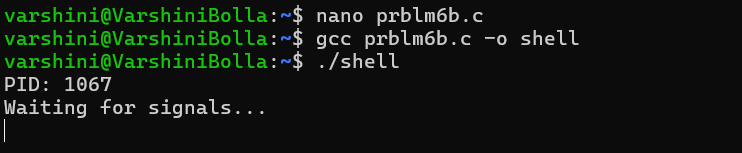 varshini@VarshiniBolla:~$ nano prblm6b.c
varshini@VarshiniBolla:~$ gcc prblm6b.c -o shell
varshini@VarshiniBolla:~$ ./shell
PID: 1067
Waiting for signals...